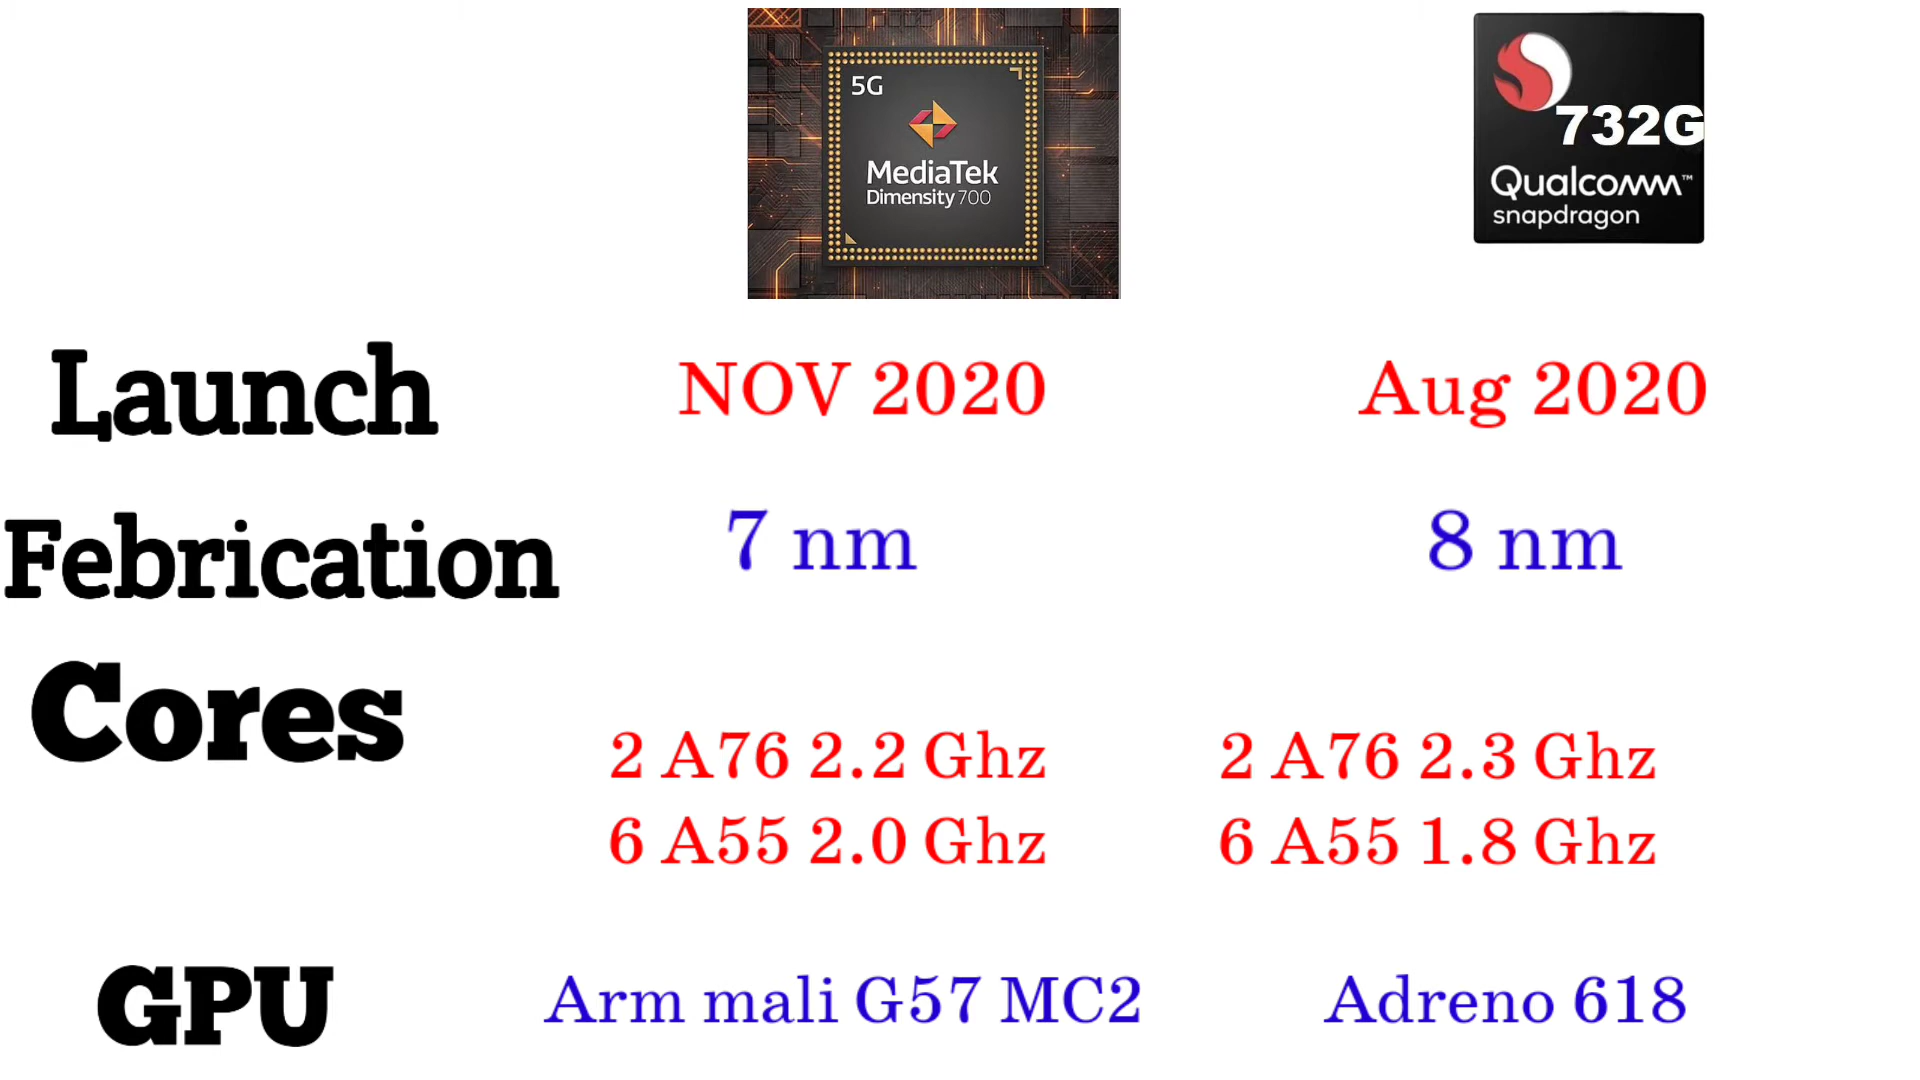 5G
MediaTek
Dimensity 700
732G
Qualcomm™
snapdragon
Launch NOV 2020 Aug 2020
Febrication 7 nm 8 nm
Cores
2 A76 2.2 Ghz 2 A76 2.3 Ghz
6 A55 2.0 Ghz 6 A55 1.8 Ghz
GPU Arm mali G57 MC2 Adreno 618